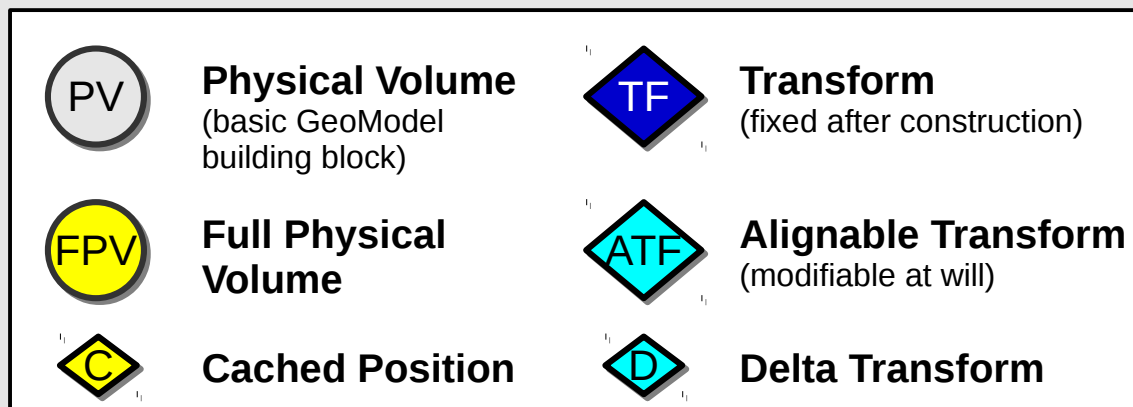 PV
Physical Volume
(basic GeoModel
building block)
TF
Transform
(fixed after construction)
FPV
Full Physical
Volume
ATF
Alignable Transform
(modifiable at will)
C
Cached Position
D
Delta Transform